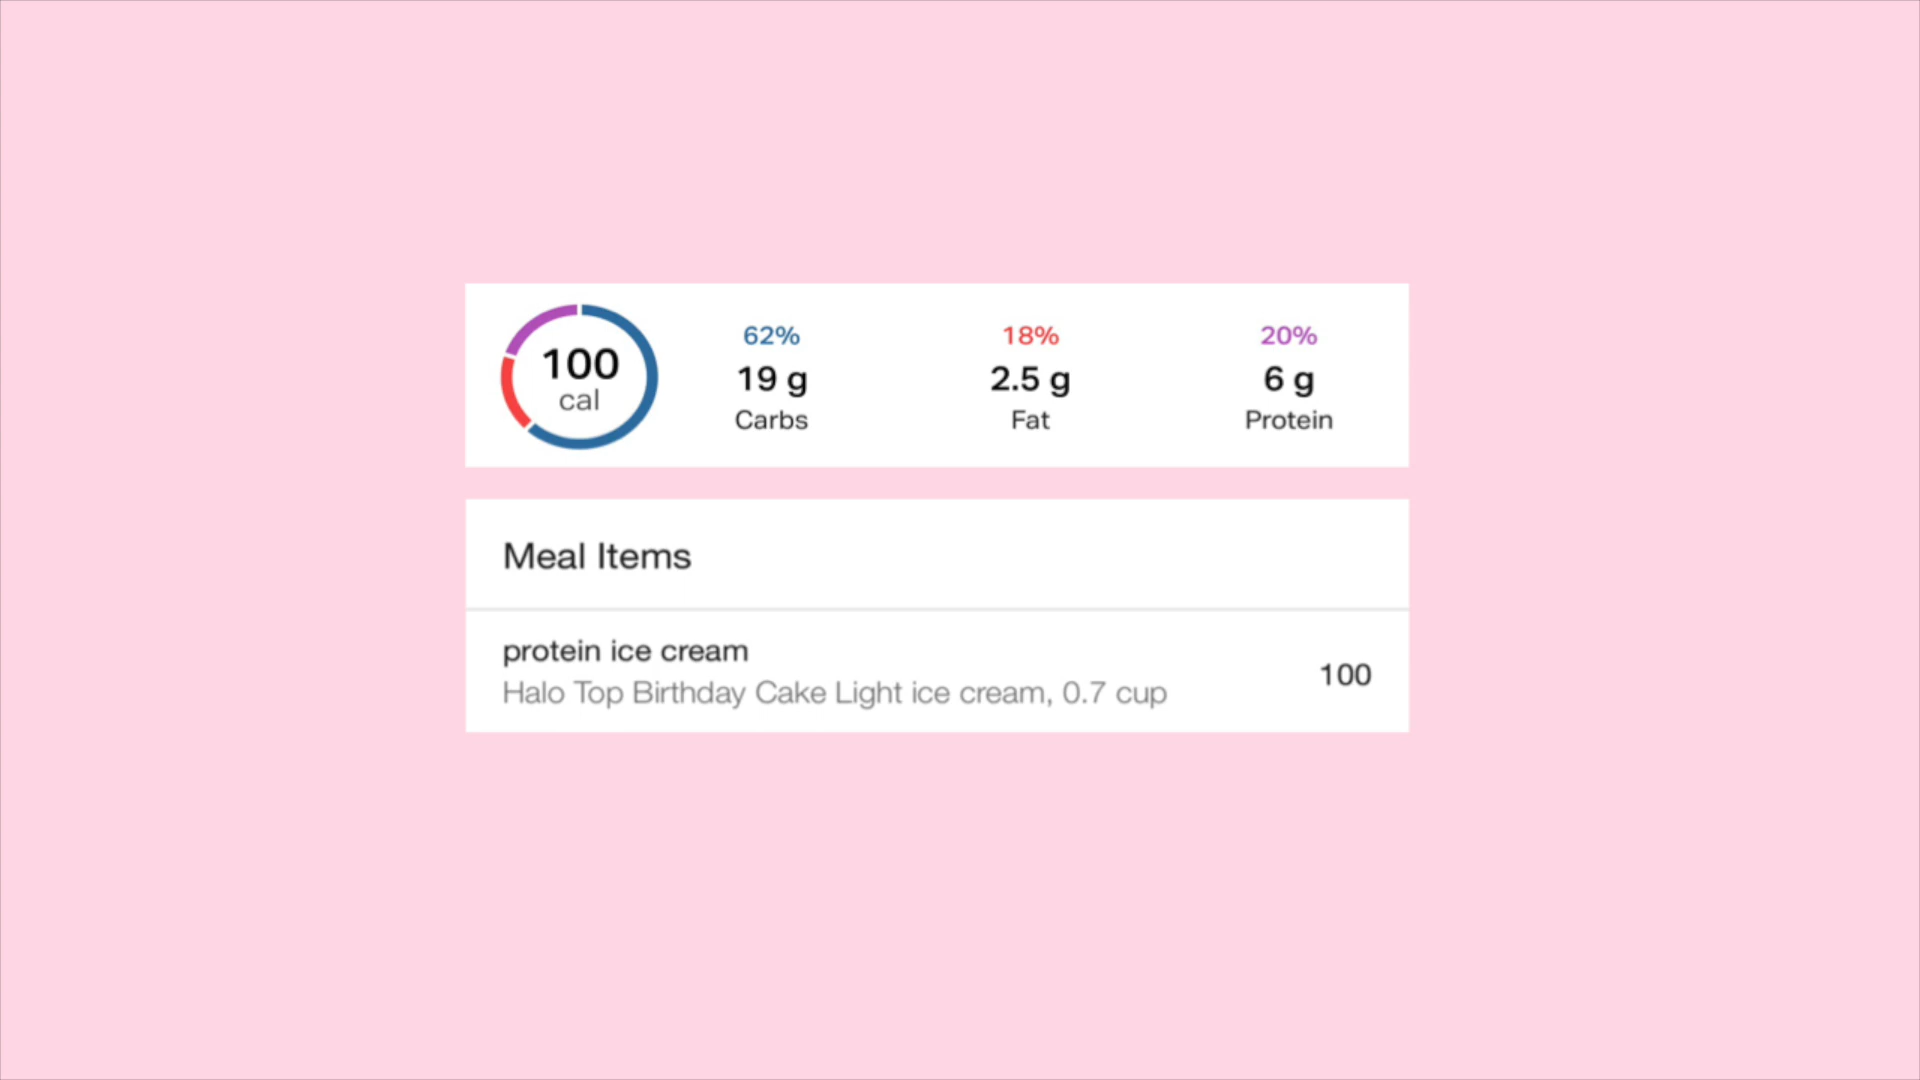 100
cal
62%
19 g
Carbs
18%
2.5 g
Fat
20%
6 g
Protein
Meal Items
protein ice cream
Halo Top Birthday Cake Light ice cream, 0.7 cup
100